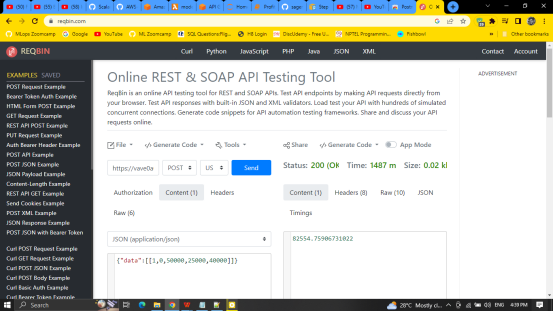 reqbin.com
MLops Zoomcamp
Google
YouTube
ML Zoomcamp
SQL QuestionsFlig...
HB Login
DisUdemy - Free U...
NPTEL Programmin...
Other bookmarks
REQBIN
Curl
Python
JavaScript
PHP
Java
JSON
XML
Contact
Account
EXAMPLES SAVED
POST Request Example
Bearer Token Auth Example
HTML Form POST Example
GET Request Example
REST API POST Example
PUT Request Example
Auth Bearer Header Example
POST API Example
POST JSON Example
JSON Payload Example
Content-Length Example
REST API GET Example
Send Cookies Example
POST XML Example
JSON Response Example
POST JSON with Bearer Token
Curl POST Request Example
Curl GET Request Example
Curl POST JSON Example
Curl POST Body Example
Curl Basic Auth Example
Curl Bearer Token Example
Online REST & SOAP API Testing Tool
ReqBin is an online API testing tool for REST and SOAP APIs. Test API endpoints by making API requests directly from
your browser. Test API responses with built-in JSON and XML validators. Load test your API with hundreds of simulated
concurrent connections. Generate code snippets for API automation testing frameworks. Share and discuss your API
requests online.
ADVERTISEMENT
File
Generate Code
Tools
Share
Generate Code
App Mode
https://vave0a
POST
US
Send
Status: 200 (OK
Time: 1487 m
Size: 0.02 kl
Authorization
Content (1)
Headers
Raw (6)
Content (1)
Headers (8)
Raw (10)
JSON
Timings
JSON (application/json)
{"data":[[1,0,50000,25000,40000]]}
82554.75906731022
Search
28°C Mostly cl...
ENG
4:39 PM